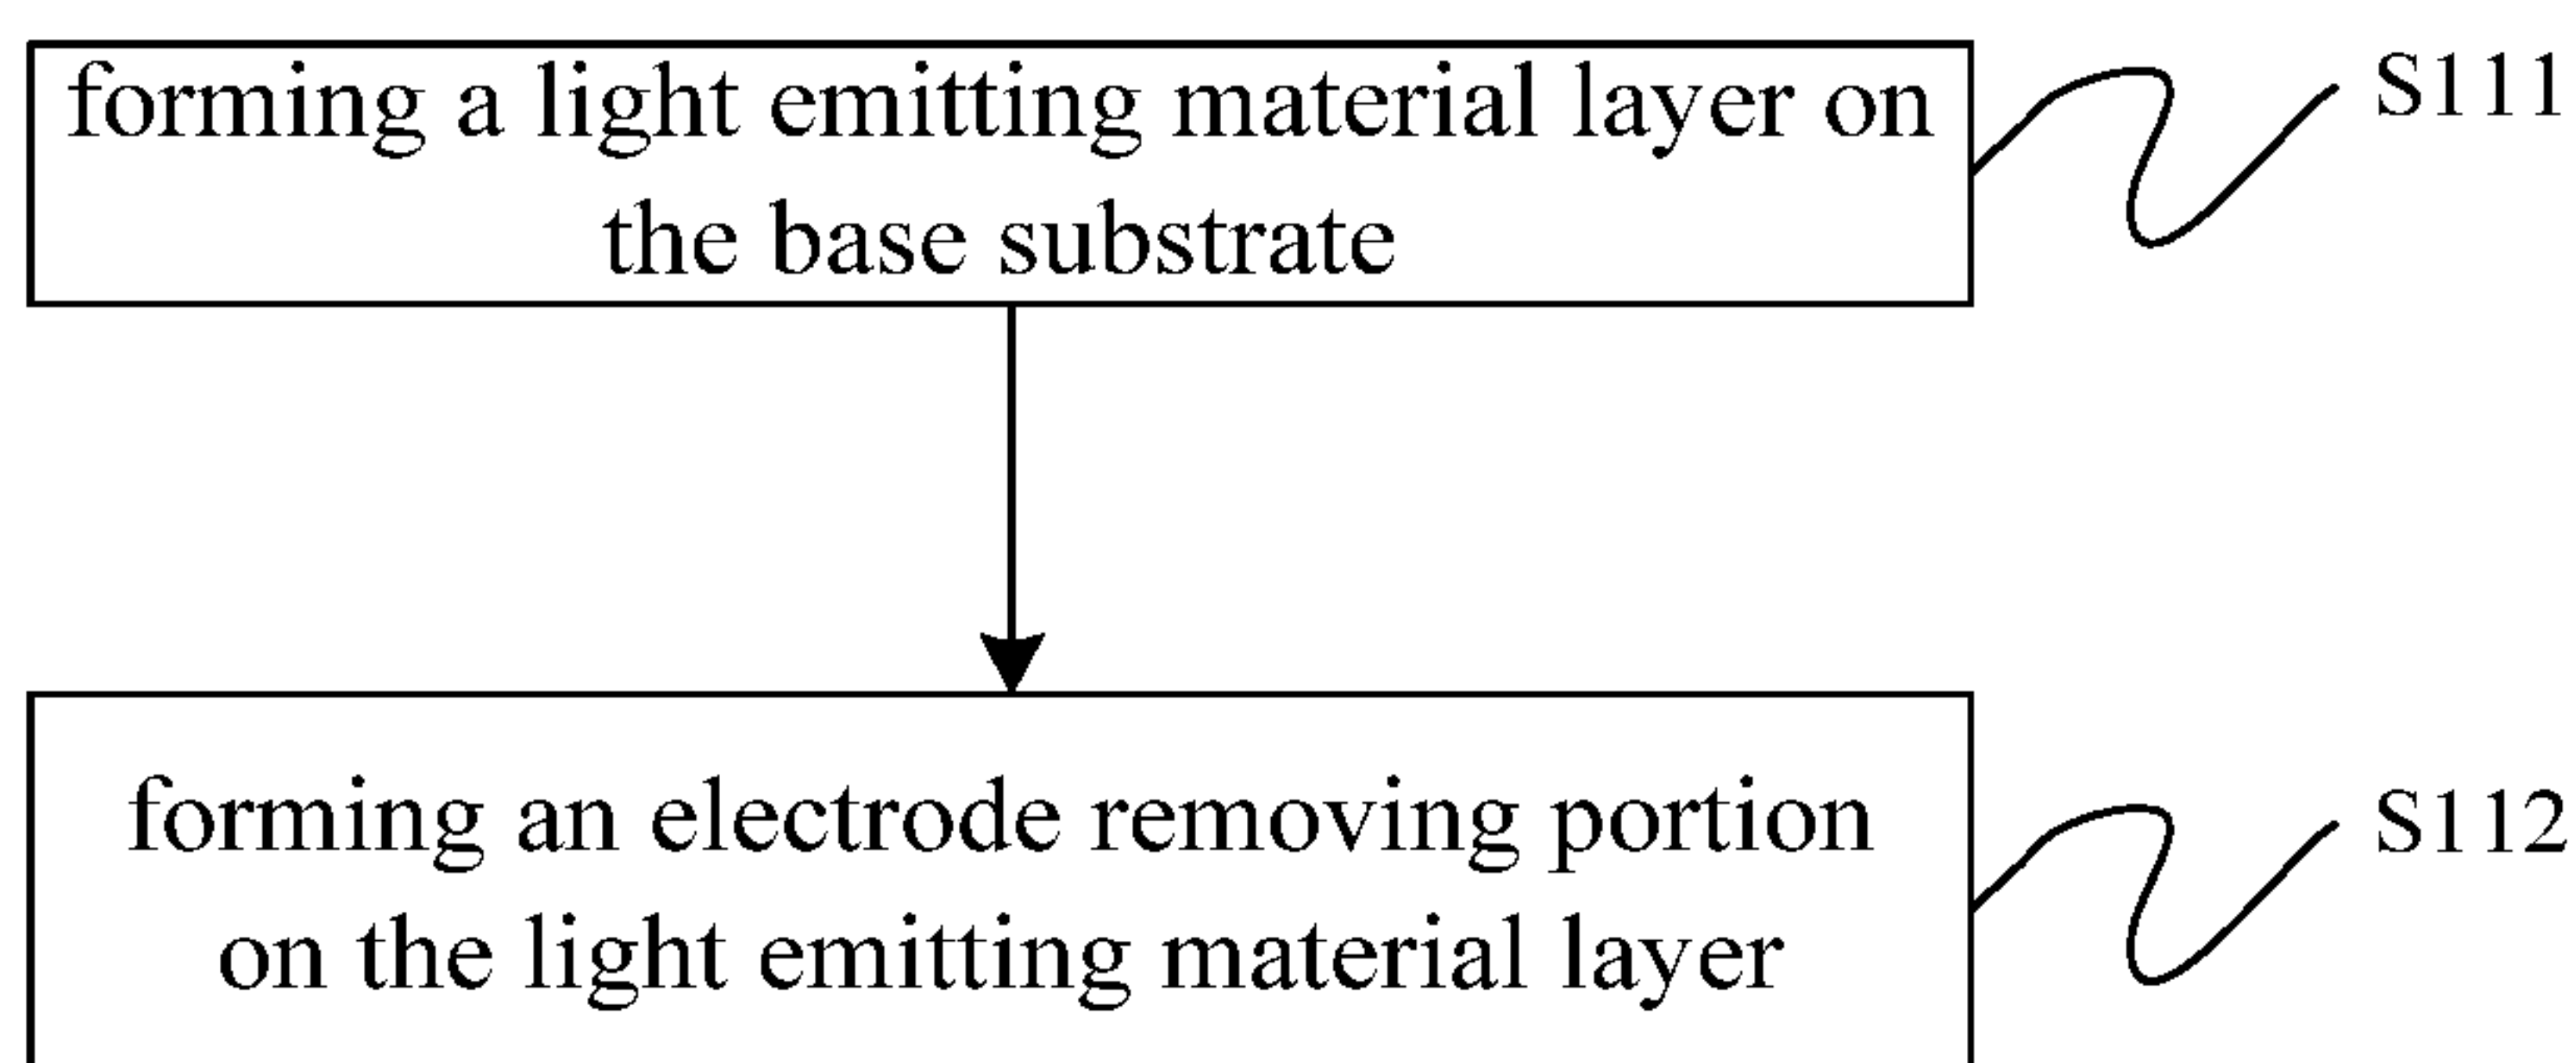 forming a light emitting material layer on
the base substrate
S111
forming an electrode removing portion
on the light emitting material layer
S112